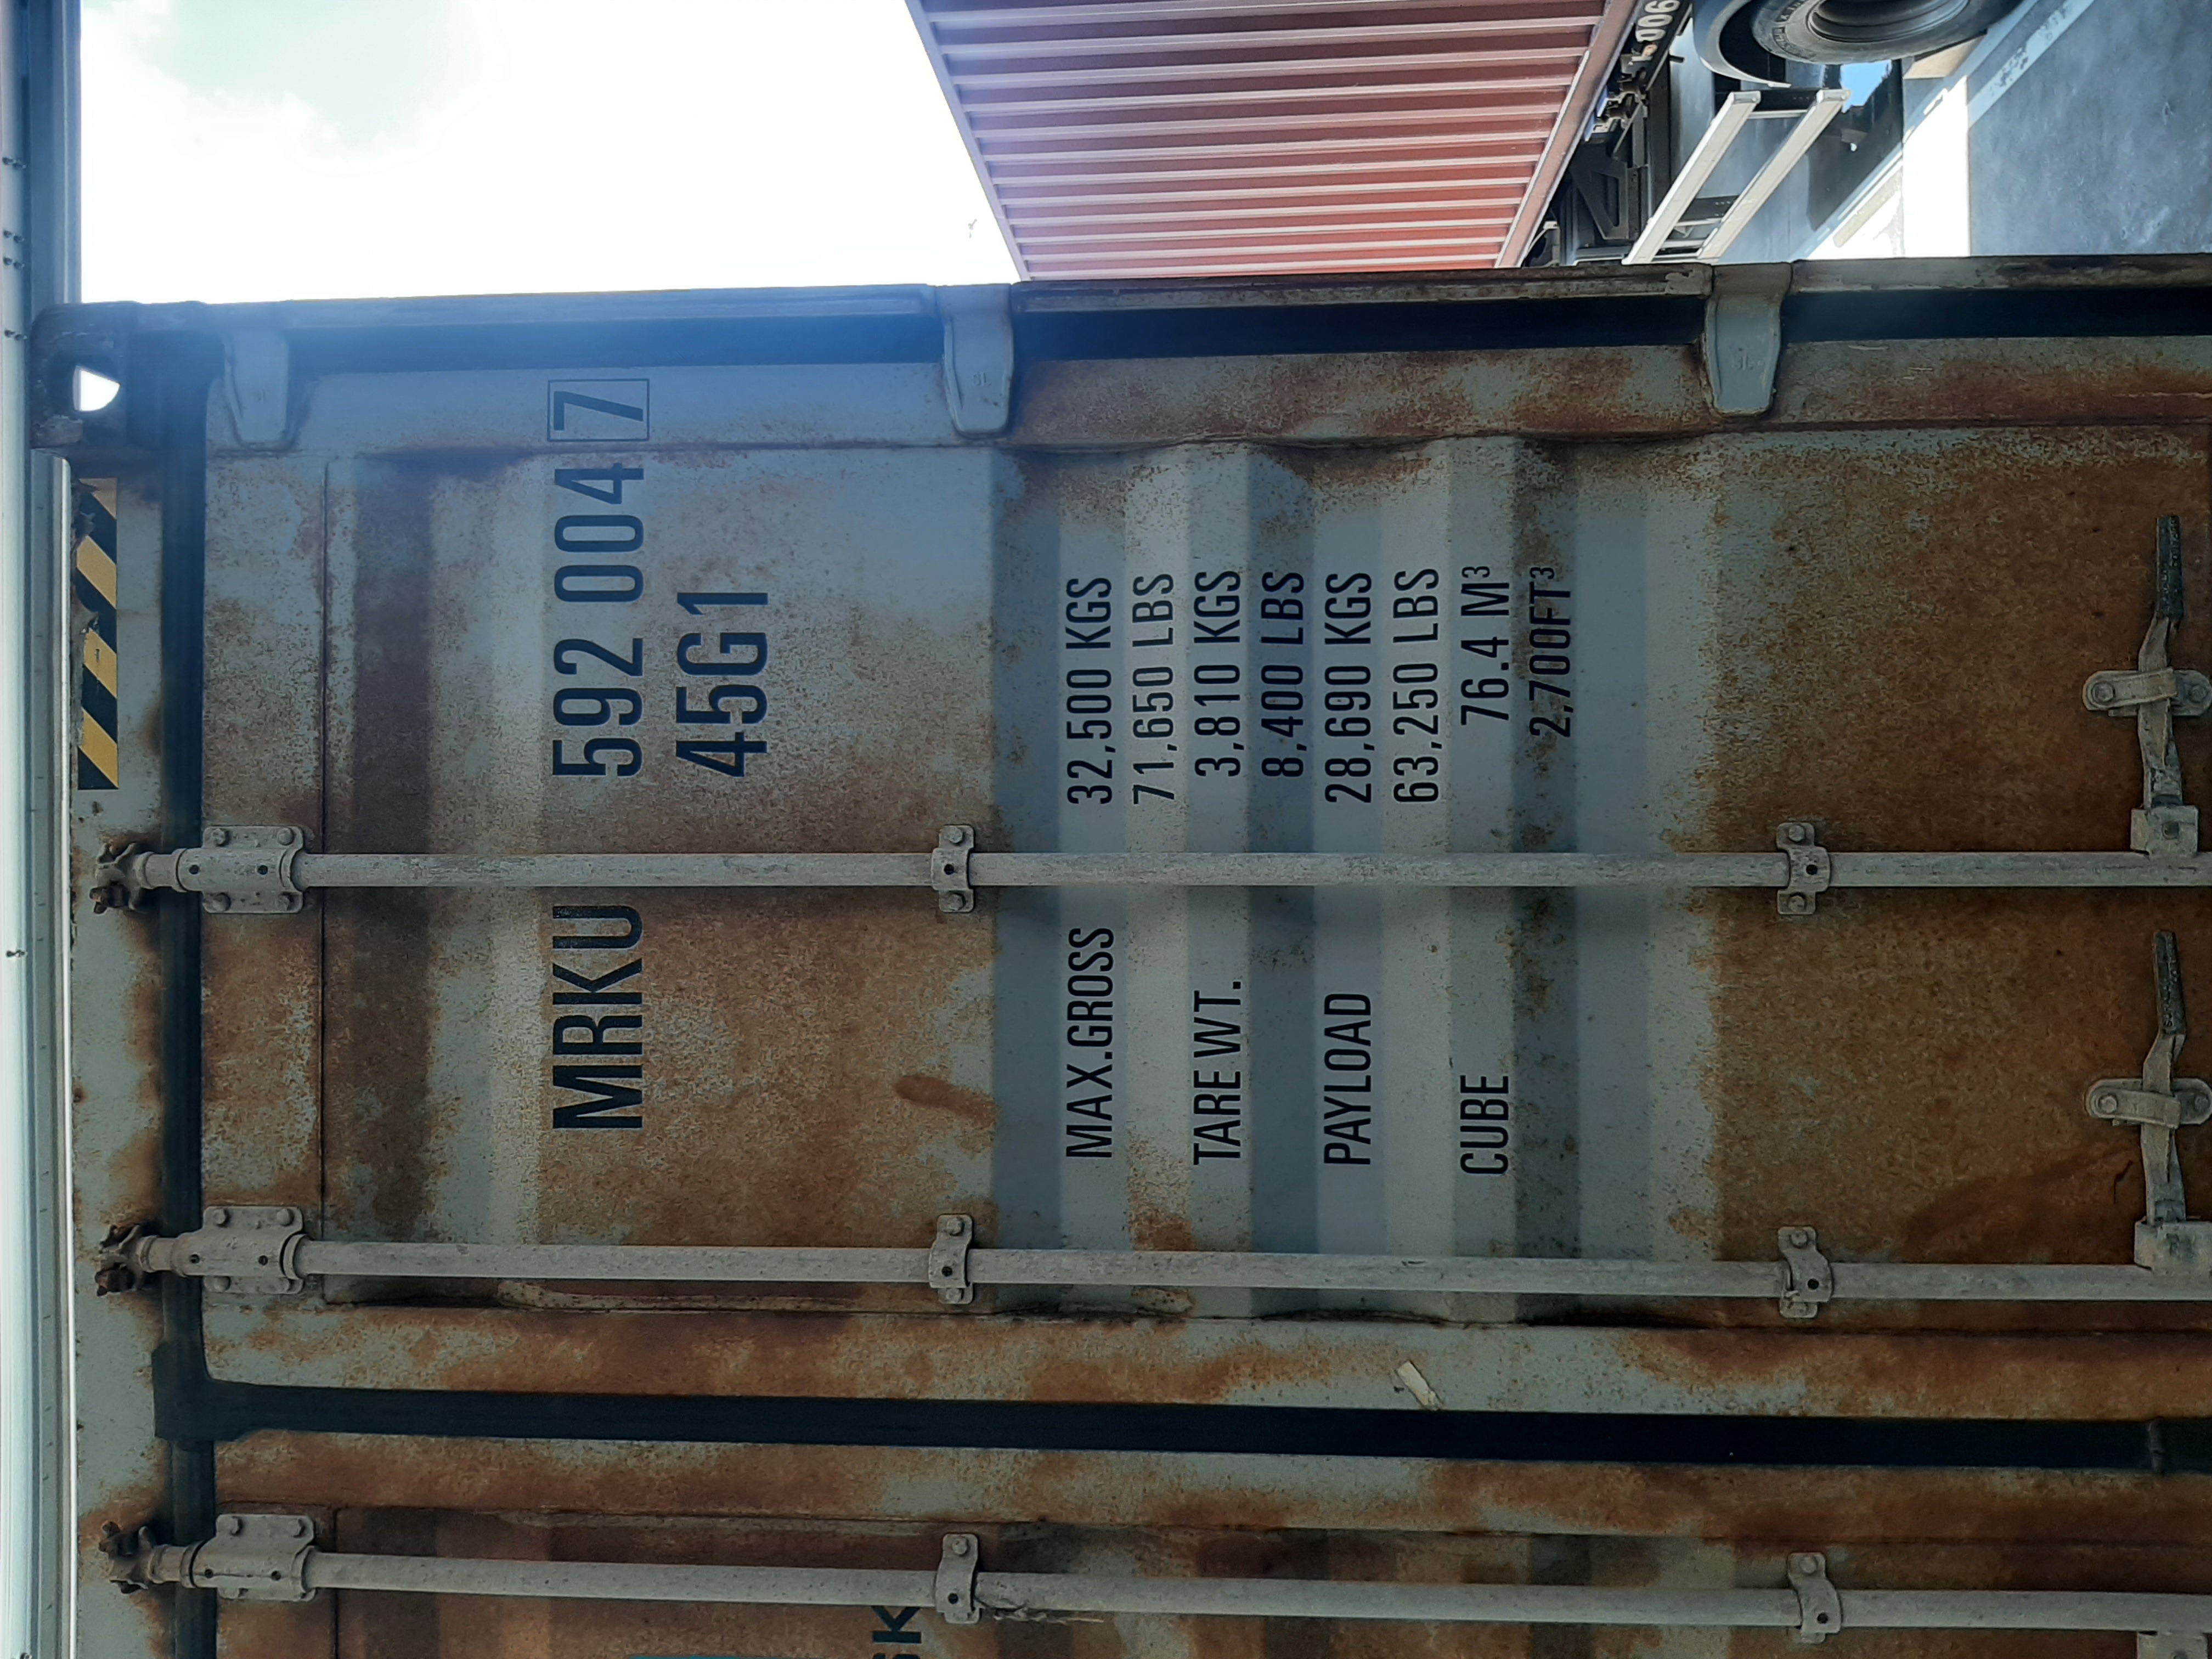 MRKU 592 004 7
45G1
MAX.GROSS 32,500 KGS
71,650 LBS
TARE WT. 3,810 KGS
8,400 LBS
PAYLOAD 28,690 KGS
63,250 LBS
CUBE 76.4 M³
2,700FT³
SK